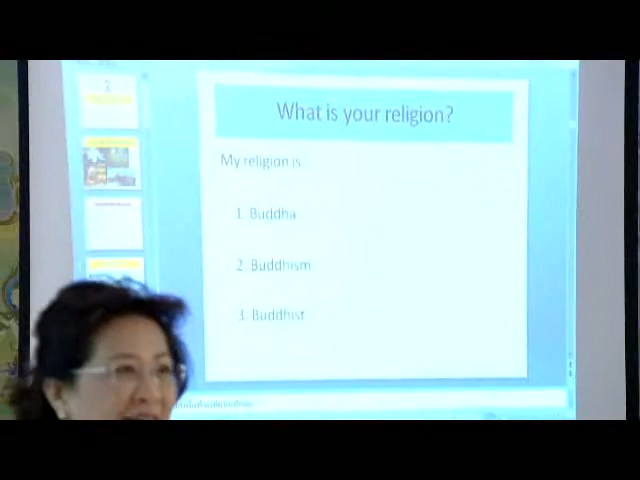 What is your religion?
My religion is
1. Buddha
2. Buddhism
3. Buddhist